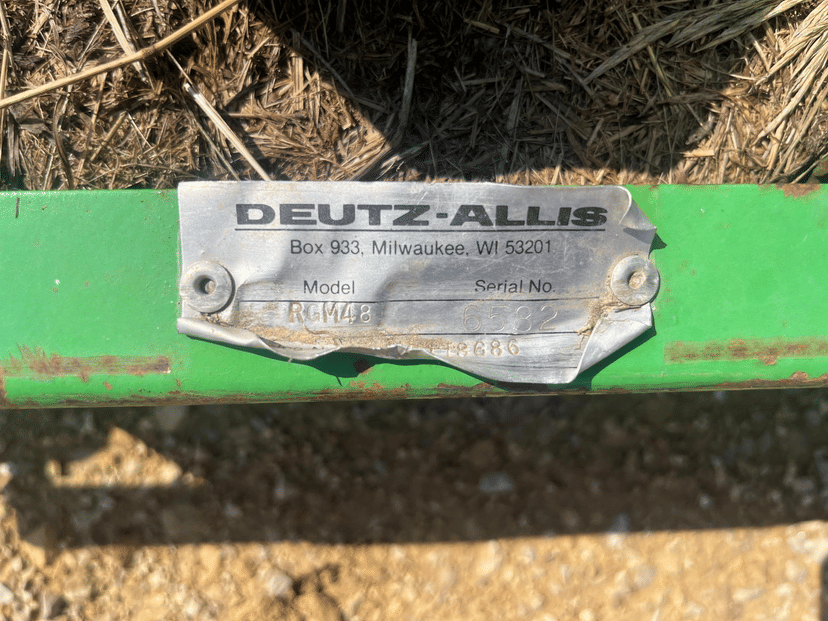 DEUTZ-ALLIS
Box 933, Milwaukee, WI 53201
Model Serial No.
RGM48 6582